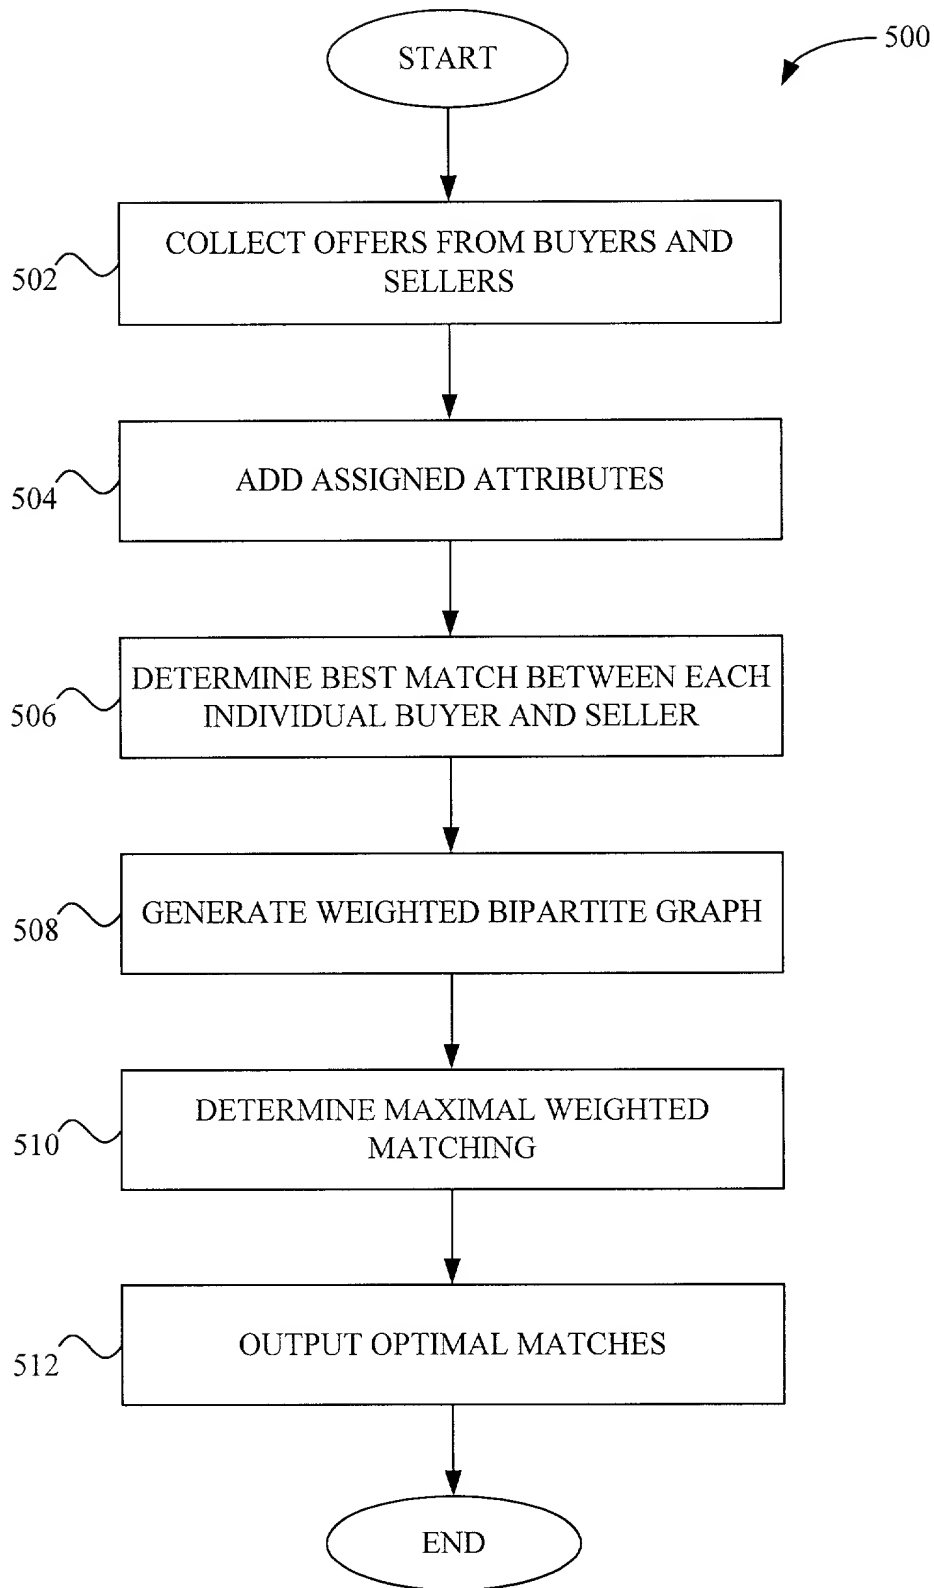 START
500
COLLECT OFFERS FROM BUYERS AND
SELLERS
502
ADD ASSIGNED ATTRIBUTES
504
DETERMINE BEST MATCH BETWEEN EACH
INDIVIDUAL BUYER AND SELLER
506
GENERATE WEIGHTED BIPARTITE GRAPH
508
DETERMINE MAXIMAL WEIGHTED
MATCHING
510
OUTPUT OPTIMAL MATCHES
512
END